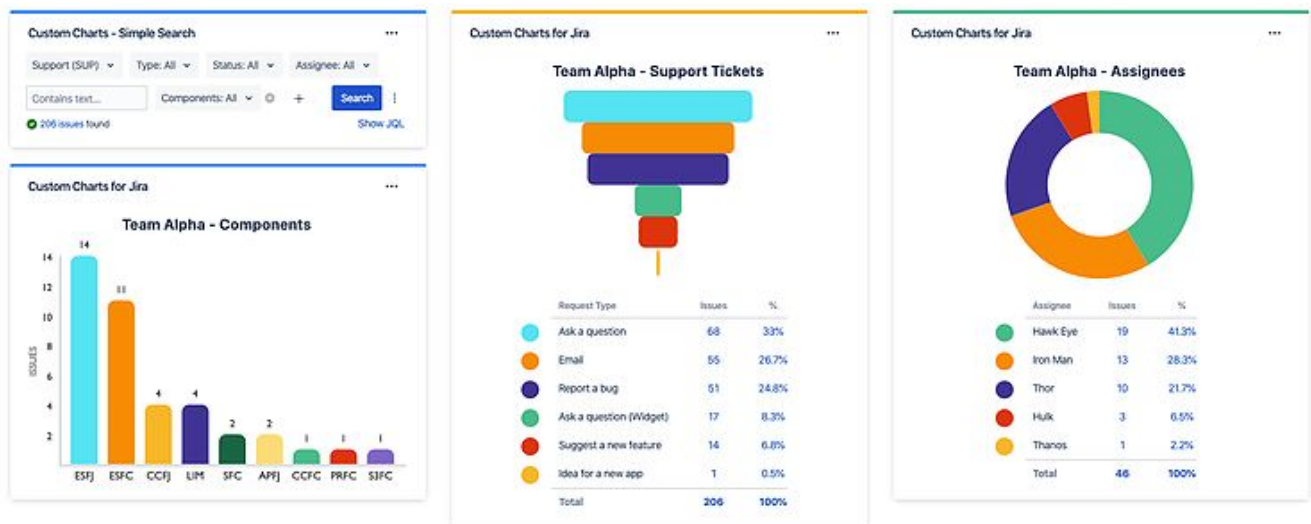 Custom Charts - Simple Search
Support (SUP) Type: All Status: All Assignee: All
Contains text... Components: All Search
206 issues found Show JQL
Custom Charts for Jira
Team Alpha - Components
14
11
4
4
2
2
1
1
1
14
12
10
8
6
4
2
ISSUES
ESFJ ESFC CCFJ LIM SFC APFJ CCFC PRFC SIFC
Custom Charts for Jira
Team Alpha - Support Tickets
Request Type Issues %
Ask a question 68 33%
Email 55 26.7%
Report a bug 51 24.8%
Ask a question (Widget) 17 8.3%
Suggest a new feature 14 6.8%
Idea for a new app 1 0.5%
Total 206 100%
Custom Charts for Jira
Team Alpha - Assignees
Assignee Issues %
Hawk Eye 19 41.3%
Iron Man 13 28.3%
Thor 10 21.7%
Hulk 3 6.5%
Thanos 1 2.2%
Total 46 100%